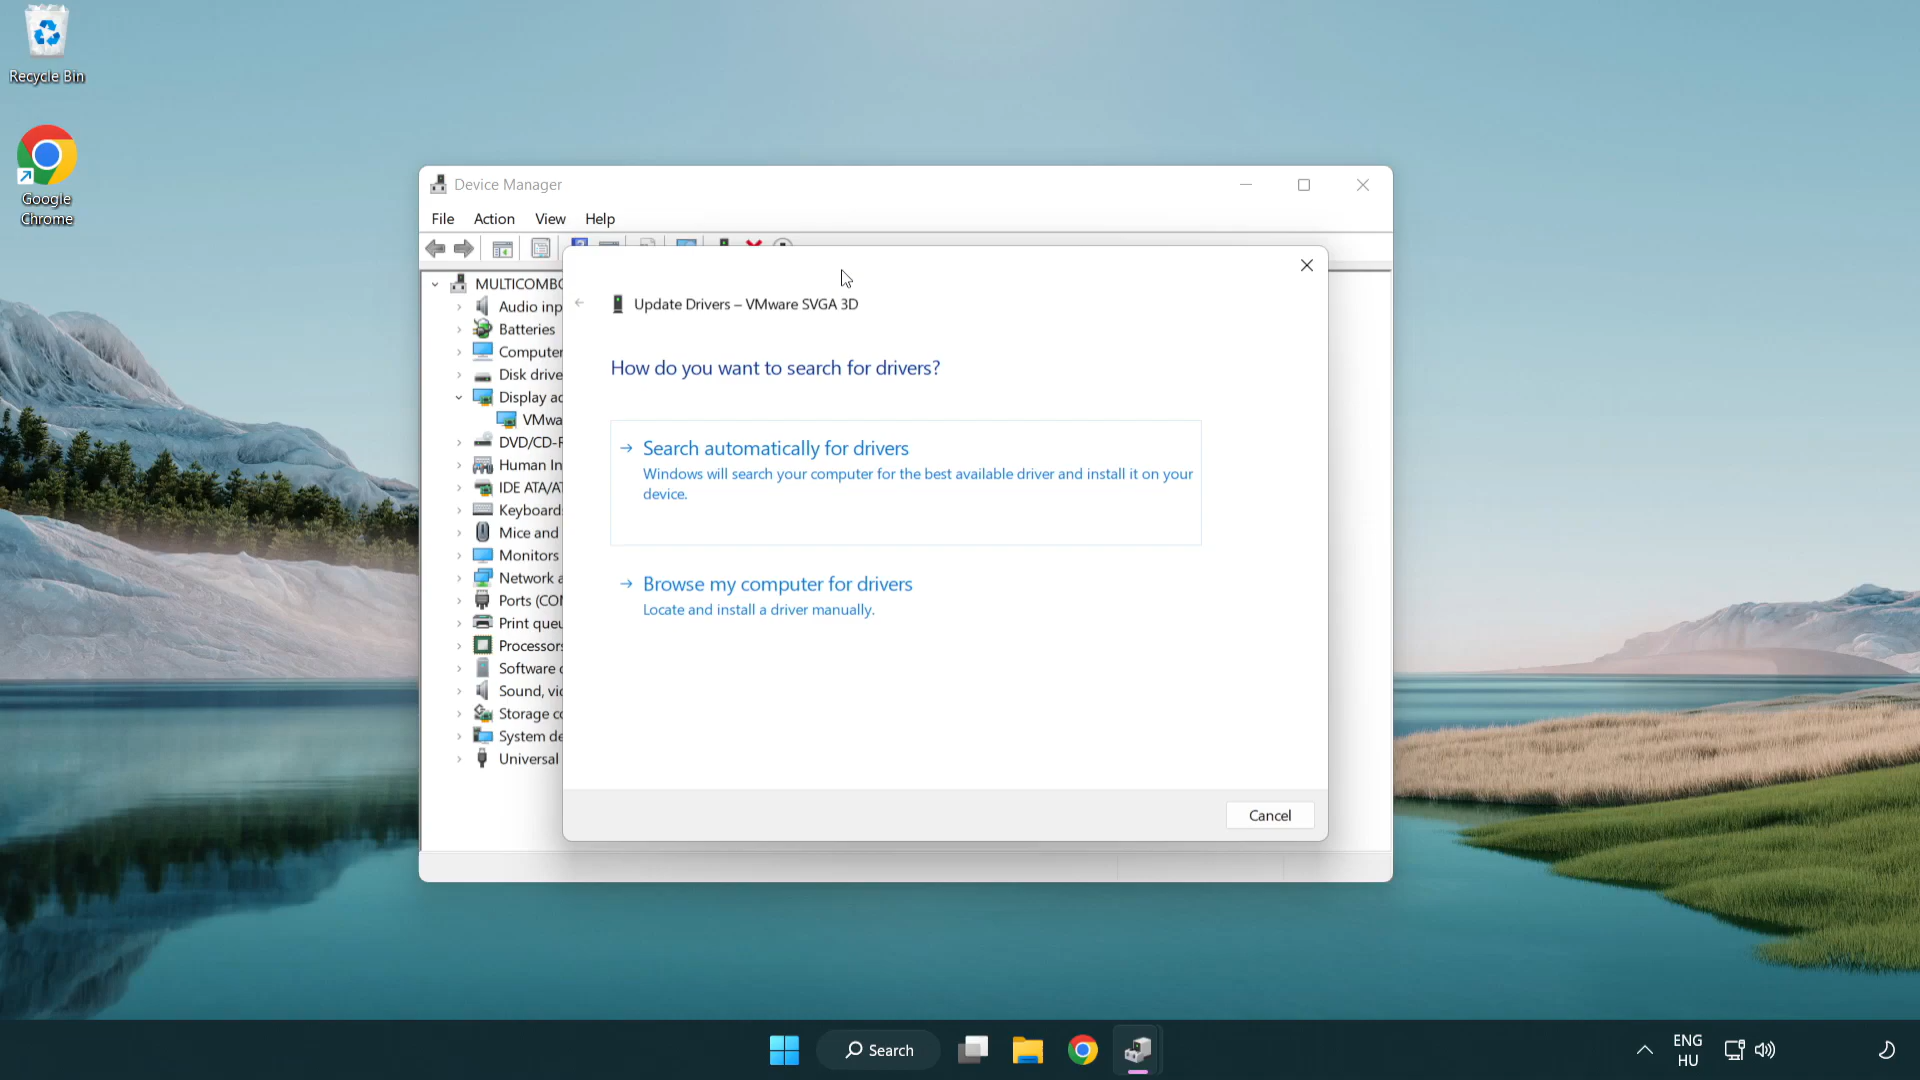 Recycle Bin
Google
Chrome
Device Manager
File Action View Help
MULTICOMBO
Audio inp
Batteries
Computer
Disk drive
Display ad
VMwa
DVD/CD-R
Human In
IDE ATA/AT
Keyboard
Mice and
Monitors
Network a
Ports (COM
Print queu
Processors
Software
Sound, vid
Storage co
System de
Universal
Update Drivers – VMware SVGA 3D
How do you want to search for drivers?
Search automatically for drivers
Windows will search your computer for the best available driver and install it on your
device.
Browse my computer for drivers
Locate and install a driver manually.
Cancel
Search
ENG
HU